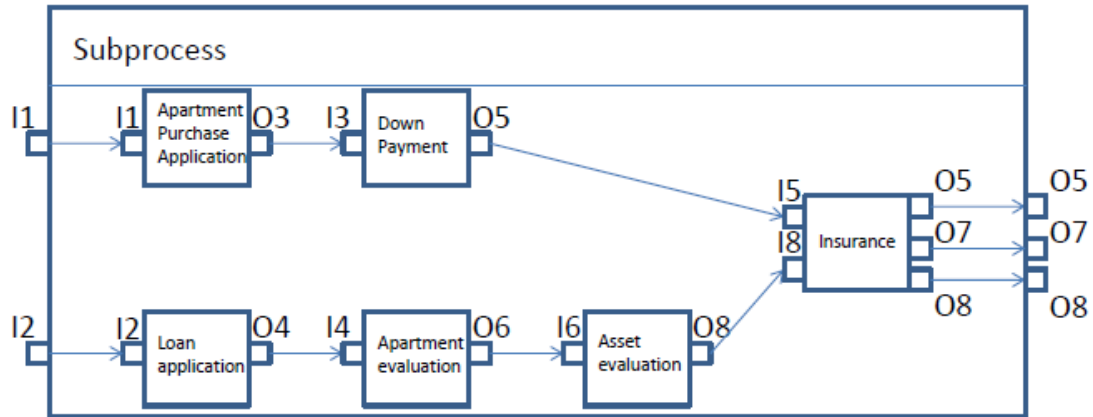 Subprocess
I1
I1
Apartment
Purchase
Application
O3
I3
Down
Payment
O5
I5
I8
Insurance
O5
O7
O8
O5
O7
O8
I2
I2
Loan
application
O4
I4
Apartment
evaluation
O6
I6
Asset
evaluation
O8